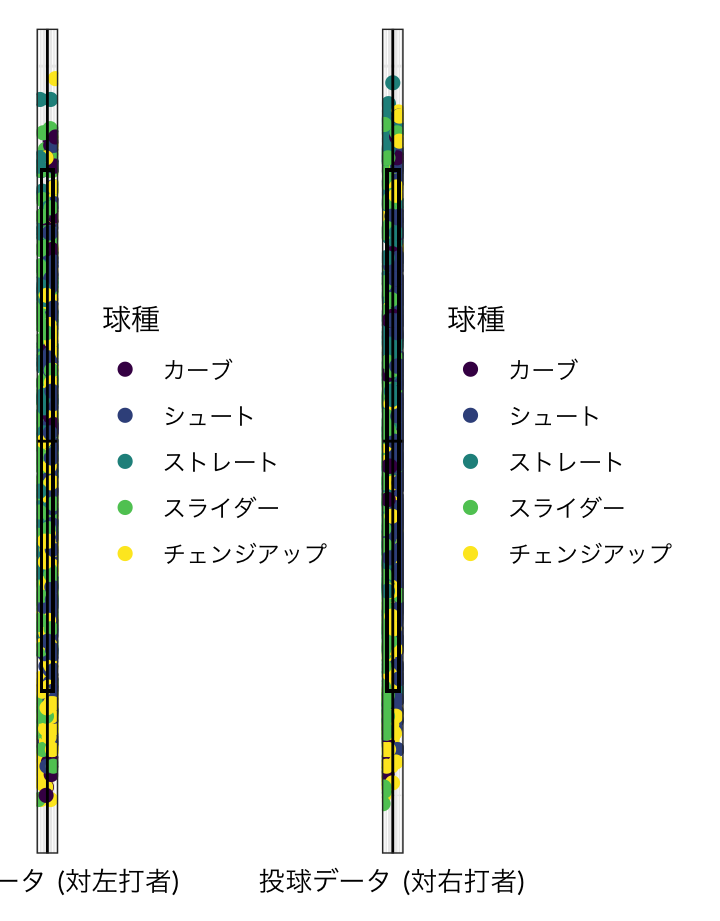 球種
カーブ
シュート
ストレート
スライダー
チェンジアップ
ータ (対左打者)
球種
カーブ
シュート
ストレート
スライダー
チェンジアップ
投球データ (対右打者)